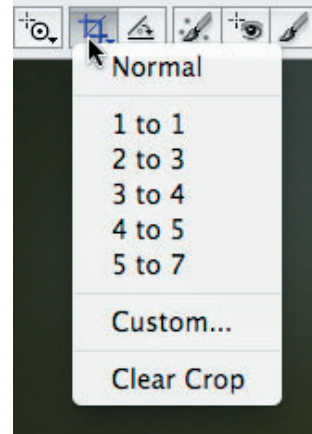 Normal
1 to 1
2 to 3
3 to 4
4 to 5
5 to 7
Custom...
Clear Crop